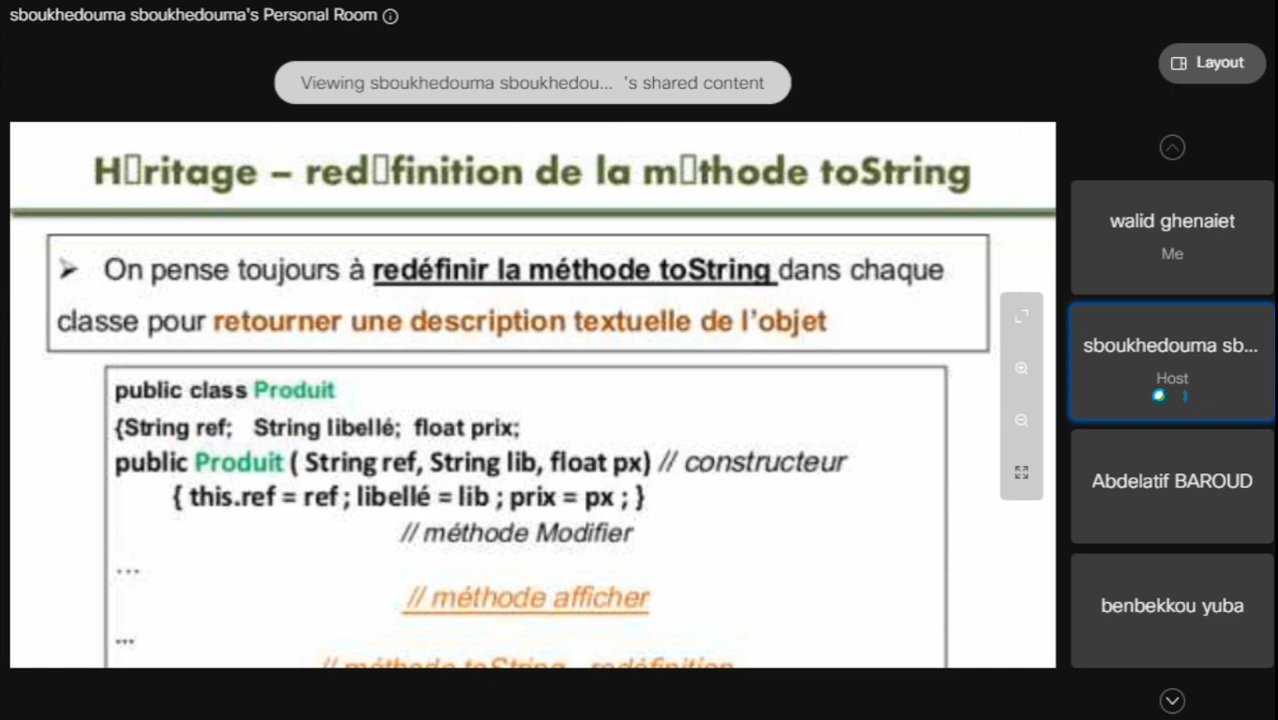 sboukhedouma sboukhedouma's Personal Room
Layout
Viewing sboukhedouma sboukhedou... 's shared content
H▯ritage – red▯finition de la m▯thode toString
➤ On pense toujours à redéfinir la méthode toString dans chaque
classe pour retourner une description textuelle de l'objet
public class Produit
{String ref; String libellé; float prix;
public Produit ( String ref, String lib, float px) // constructeur
{ this.ref = ref ; libellé = lib ; prix = px ; }
// méthode Modifier
...
// méthode afficher
...
// méthode toString - redéfinition
walid ghenaiet
Me
sboukhedouma sb...
Host
Abdelatif BAROUD
benbekkou yuba